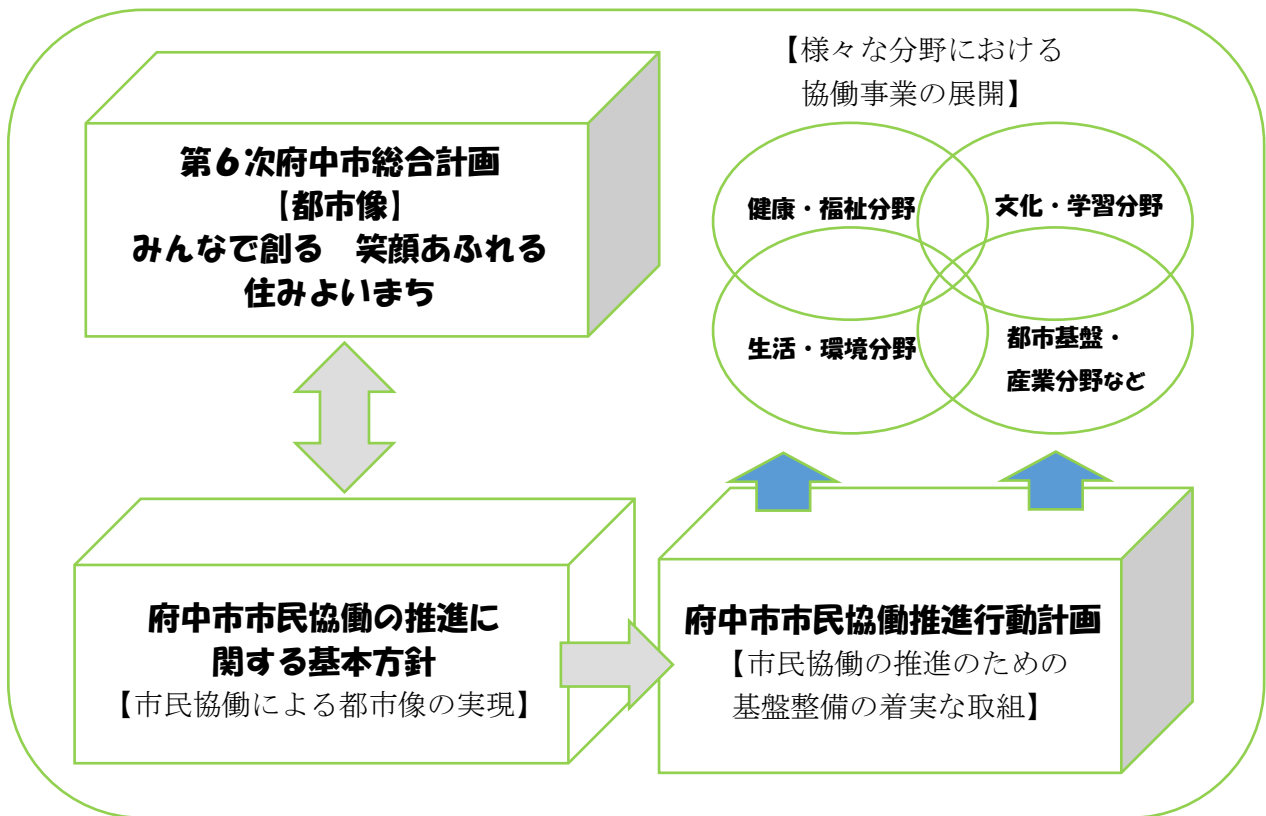 【様々な分野における
協働事業の展開】
第6次府中市総合計画
【都市像】
みんなで創る　笑顔あふれる
住みよいまち
健康・福祉分野
文化・学習分野
生活・環境分野
都市基盤・
産業分野など
府中市市民協働の推進に
関する基本方針
【市民協働による都市像の実現】
府中市市民協働推進行動計画
【市民協働の推進のための
基盤整備の着実な取組】